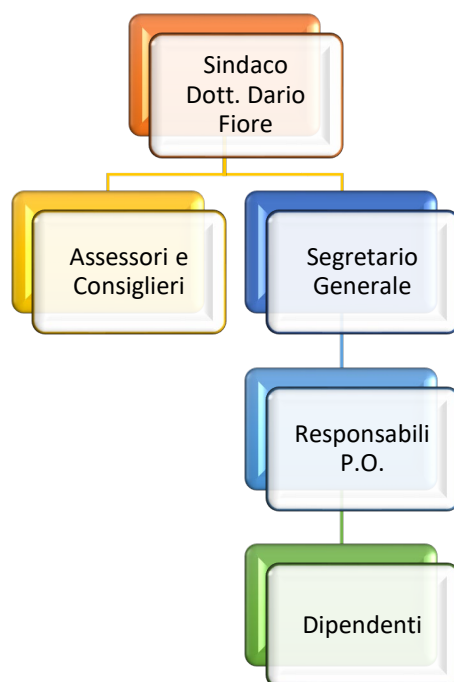 Sindaco
Dott. Dario
Fiore
Assessori e
Consiglieri
Segretario
Generale
Responsabili
P.O.
Dipendenti